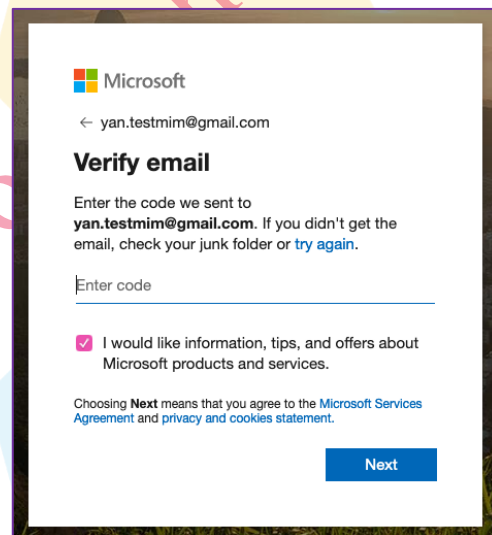 Microsoft
← yan.testmim@gmail.com
Verify email
Enter the code we sent to
yan.testmim@gmail.com. If you didn't get the
email, check your junk folder or try again.
Enter code
I would like information, tips, and offers about
Microsoft products and services.
Choosing Next means that you agree to the Microsoft Services
Agreement and privacy and cookies statement.
Next